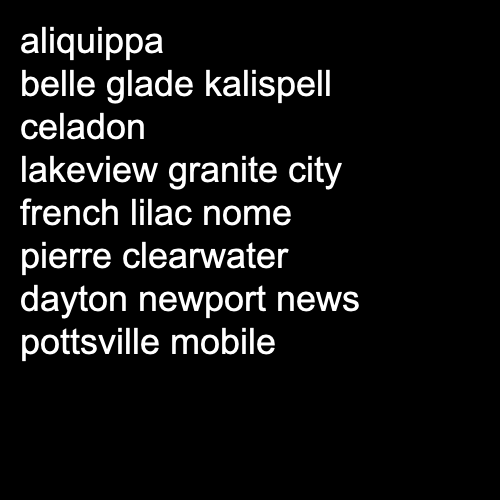 aliquippa
belle glade kalispell
celadon
lakeview granite city
french lilac nome
pierre clearwater
dayton newport news
pottsville mobile